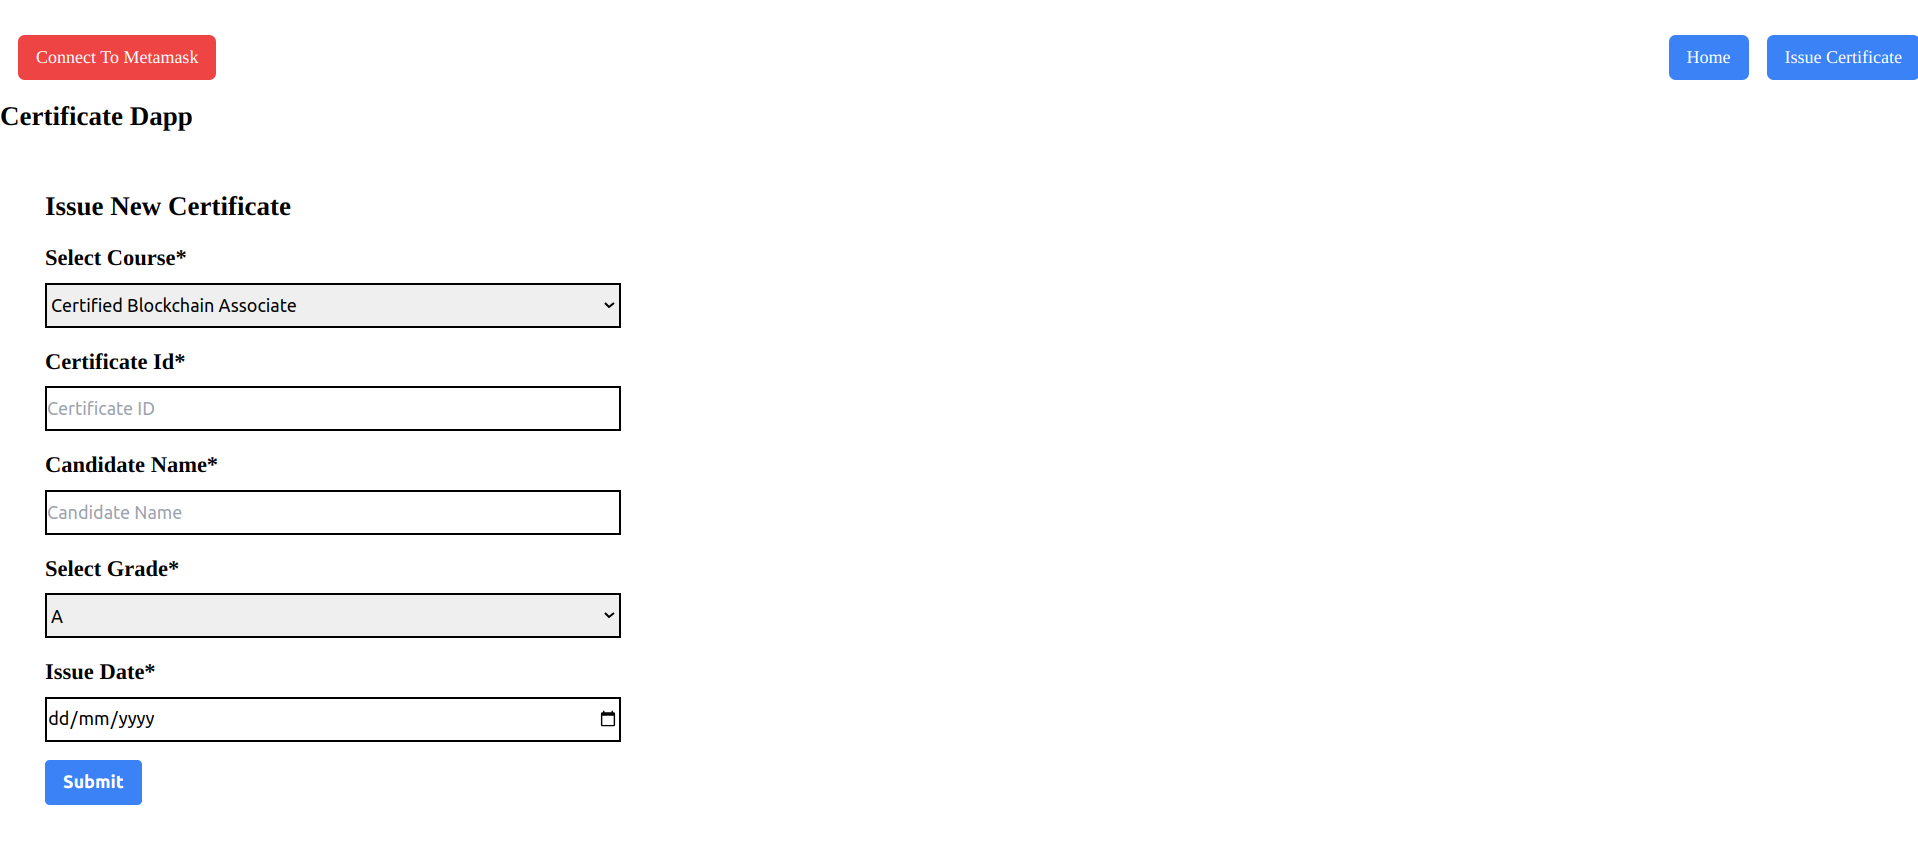 Connect To Metamask
Home
Issue Certificate
Certificate Dapp
Issue New Certificate
Select Course*
Certified Blockchain Associate
Certificate Id*
Certificate ID
Candidate Name*
Candidate Name
Select Grade*
A
Issue Date*
dd/mm/yyyy
Submit